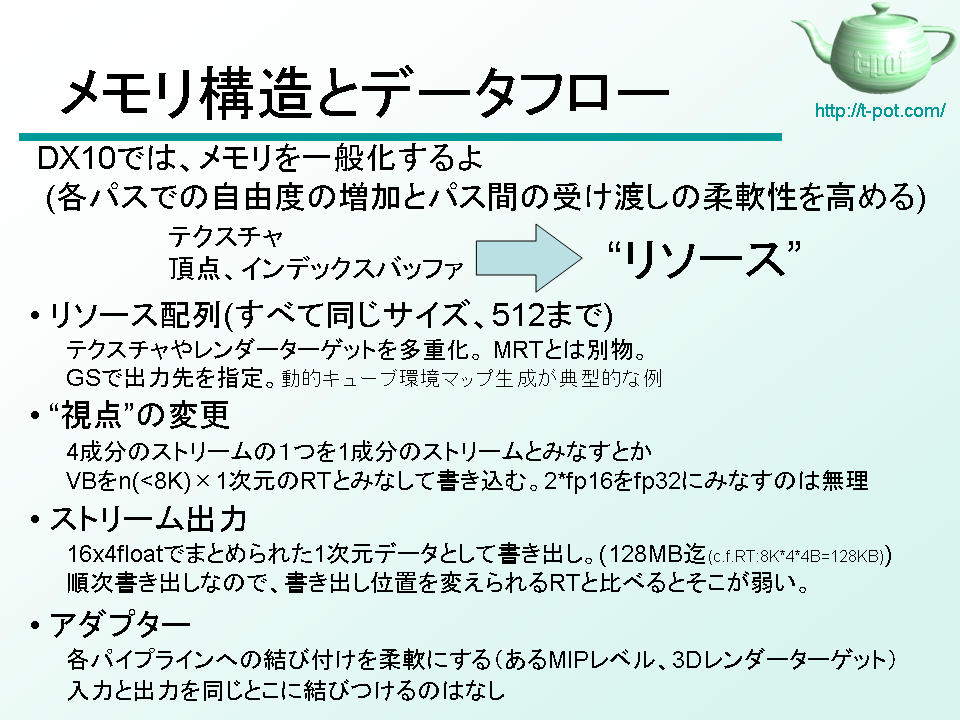 t-pot
メモリ構造とデータフロー
http://t-pot.com/
DX10では、メモリを一般化するよ
(各パスでの自由度の増加とパス間の受け渡しの柔軟性を高める)
テクスチャ
頂点、インデックスバッファ
“リソース”
• リソース配列(すべて同じサイズ、512まで)
テクスチャやレンダーターゲットを多重化。MRTとは別物。
GSで出力先を指定。動的キューブ環境マップ生成が典型的な例
• “視点”の変更
4成分のストリームの1つを1成分のストリームとみなすとか
VBをn(<8K)×1次元のRTとみなして書き込む。2*fp16をfp32にみなすのは無理
• ストリーム出力
16x4floatでまとめられた1次元データとして書き出し。(128MB迄(c.f.RT:8K*4*4B=128KB))
順次書き出しなので、書き出し位置を変えられるRTと比べるとそこが弱い。
• アダプター
各パイプラインへの結び付けを柔軟にする(あるMIPレベル、3Dレンダーターゲット)
入力と出力を同じとこに結びつけるのはなし